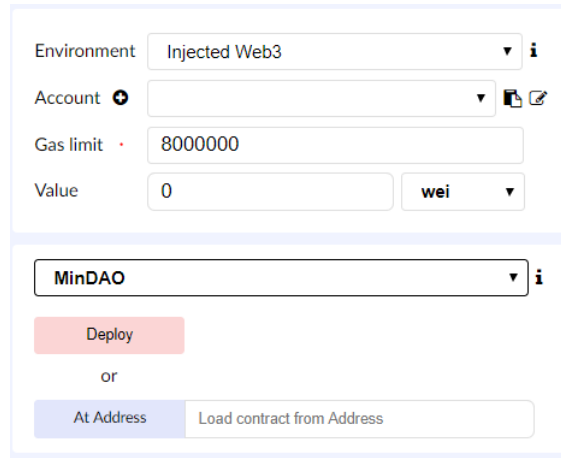 Environment Injected Web3
Account
Gas limit 8000000
Value 0 wei
MinDAO
Deploy
or
At Address Load contract from Address